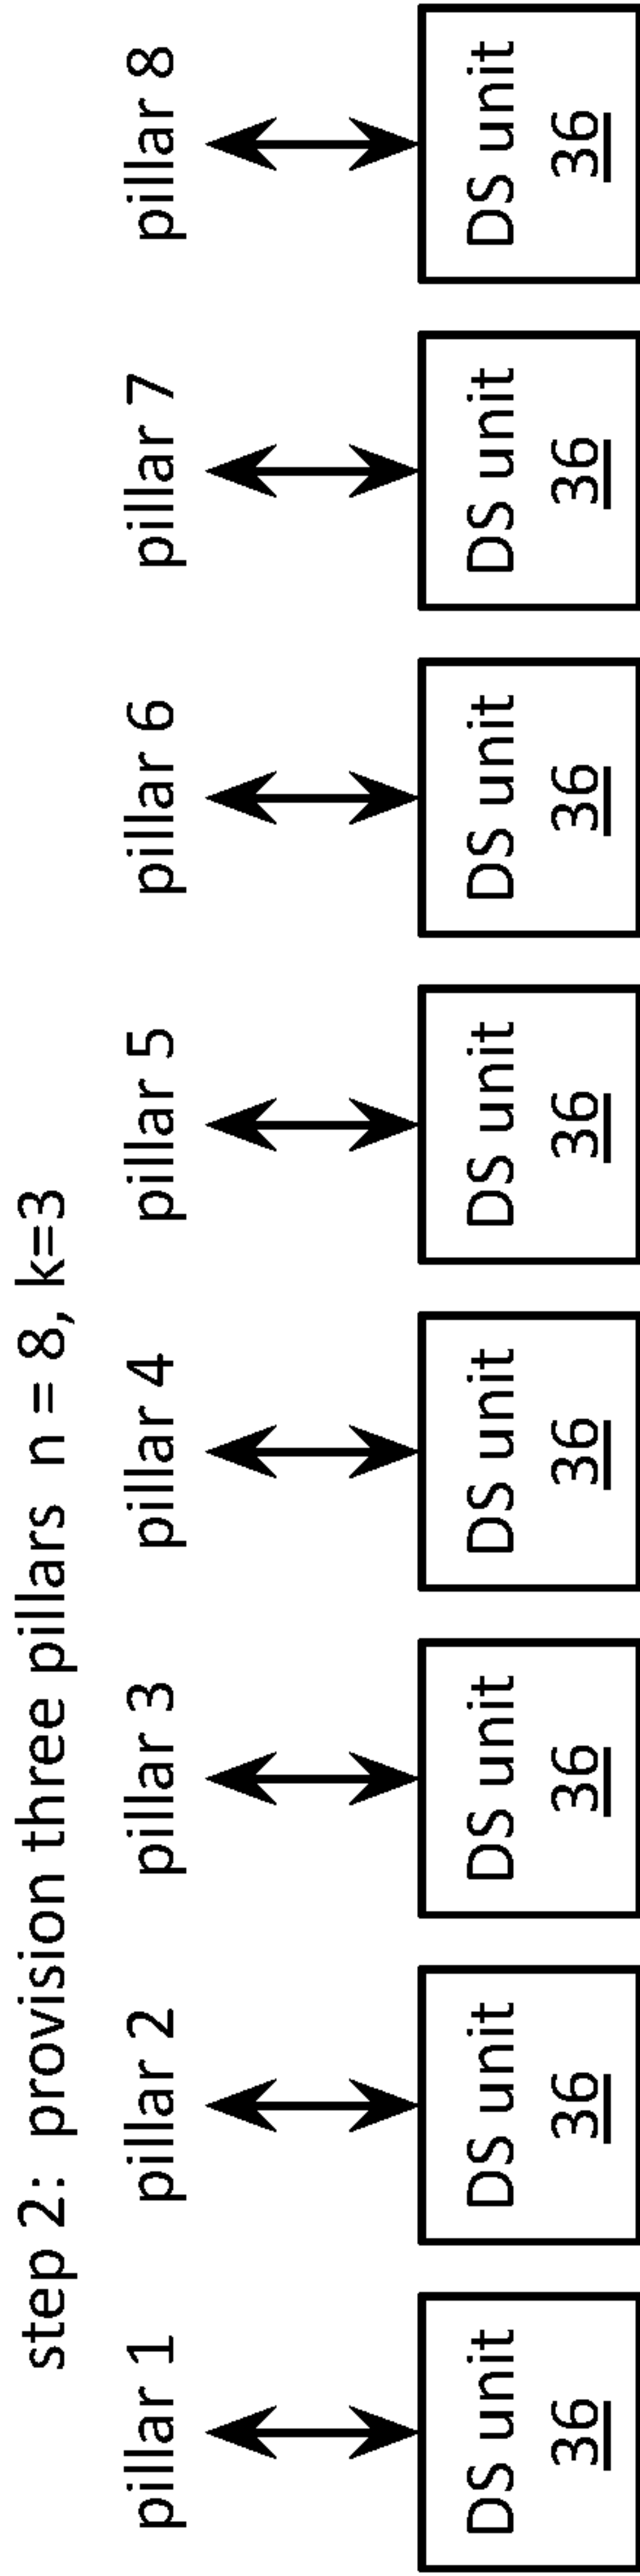 step 2:  provision three pillars  n = 8, k=3
pillar 1
pillar 2
pillar 3
pillar 4
pillar 5
pillar 6
pillar 7
pillar 8
DS unit
36
DS unit
36
DS unit
36
DS unit
36
DS unit
36
DS unit
36
DS unit
36
DS unit
36